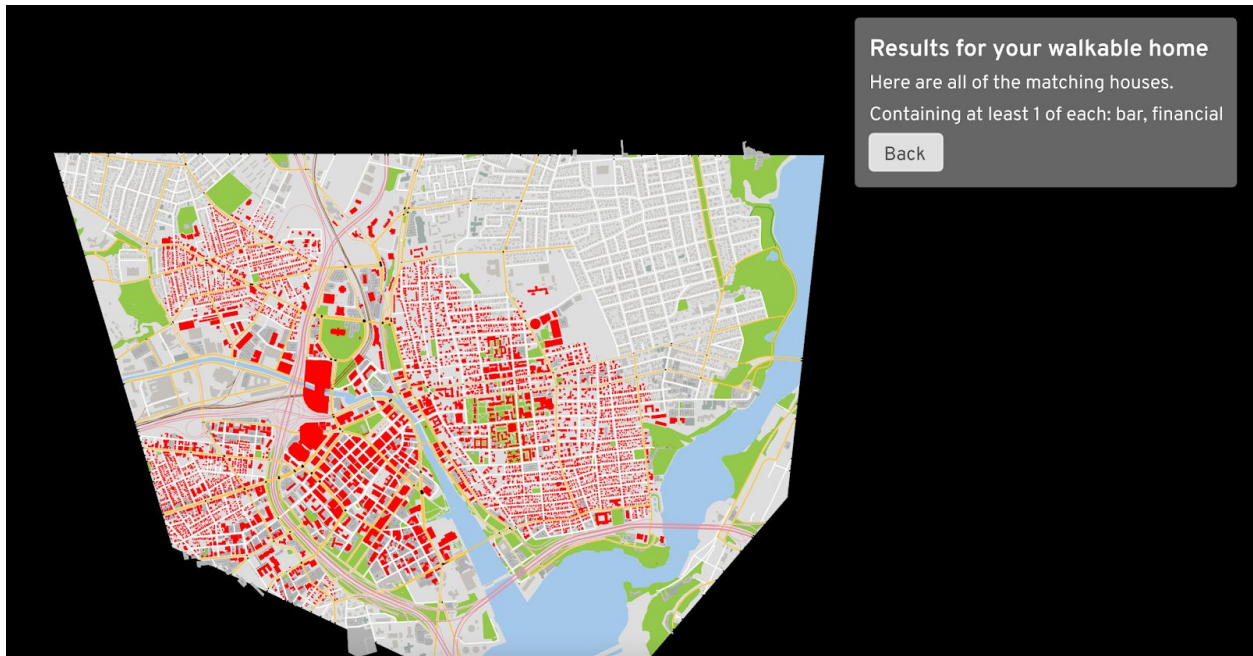 Results for your walkable home
Here are all of the matching houses.
Containing at least 1 of each: bar, financial
Back